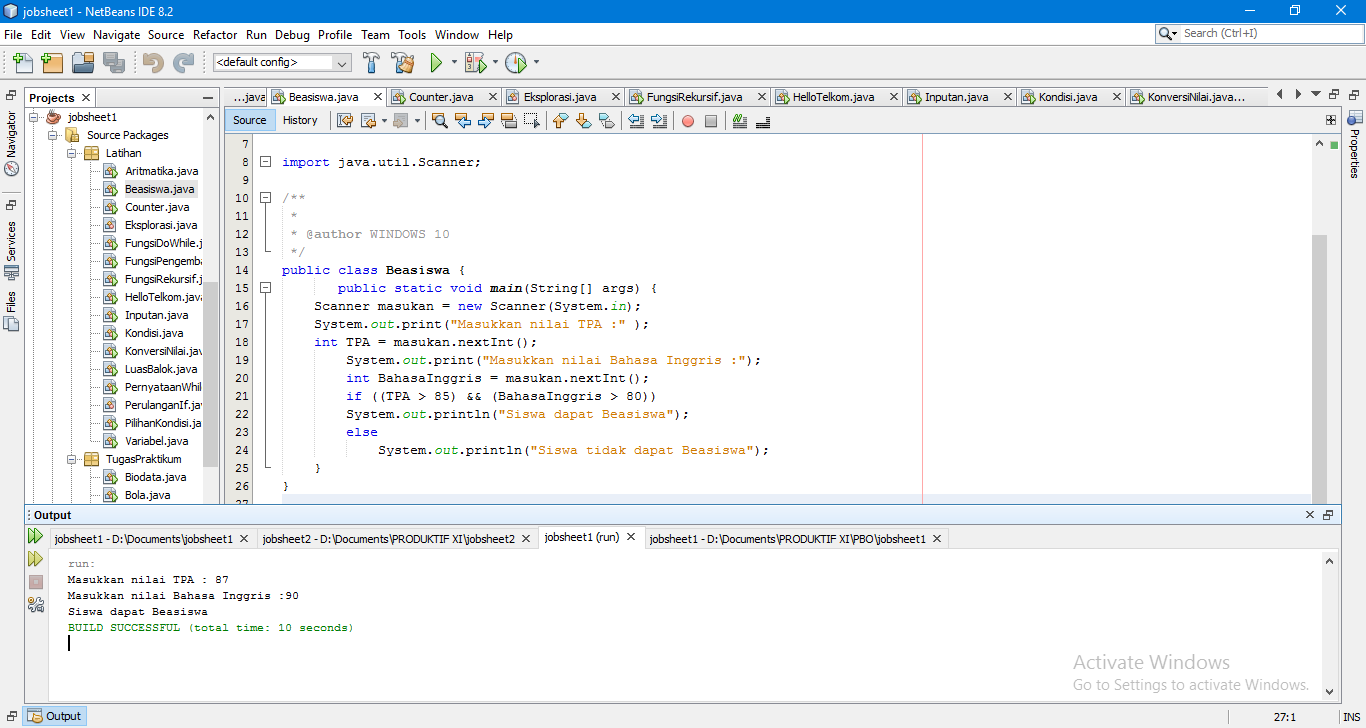 jobsheet1 - NetBeans IDE 8.2
File Edit View Navigate Source Refactor Run Debug Profile Team Tools Window Help
Search (Ctrl+I)
<default config>
Projects
...java
Beasiswa.java
Counter.java
Eksplorasi.java
FungsiRekursif.java
HelloTelkom.java
Inputan.java
Kondisi.java
KonversiNilai.java...
Navigator
Services
Files
Properties
jobsheet1
Source Packages
Latihan
Aritmatika.java
Beasiswa.java
Counter.java
Eksplorasi.java
FungsiDoWhile.j
FungsiPengemba
FungsiRekursif.j
HelloTelkom.java
Inputan.java
Kondisi.java
KonversiNilai.jav
LuasBalok.java
PernyataanWhil
PerulanganIf.ja
PilihanKondisi.ja
Variabel.java
TugasPraktikum
Biodata.java
Bola.java
Source History
7
8 import java.util.Scanner;
9
10 /**
11 *
12 * @author WINDOWS 10
13 */
14 public class Beasiswa {
15 public static void main(String[] args) {
16 Scanner masukan = new Scanner(System.in);
17 System.out.print("Masukkan nilai TPA :" );
18 int TPA = masukan.nextInt();
19 System.out.print("Masukkan nilai Bahasa Inggris :");
20 int BahasaInggris = masukan.nextInt();
21 if ((TPA > 85) && (BahasaInggris > 80))
22 System.out.println("Siswa dapat Beasiswa");
23 else
24 System.out.println("Siswa tidak dapat Beasiswa");
25 }
26 }
27
Output
jobsheet1 - D:\Documents\jobsheet1
jobsheet2 - D:\Documents\PRODUKTIF XI\jobsheet2
jobsheet1 (run)
jobsheet1 - D:\Documents\PRODUKTIF XI\PBO\jobsheet1
run:
Masukkan nilai TPA : 87
Masukkan nilai Bahasa Inggris :90
Siswa dapat Beasiswa
BUILD SUCCESSFUL (total time: 10 seconds)
Activate Windows
Go to Settings to activate Windows.
Output
27:1
INS